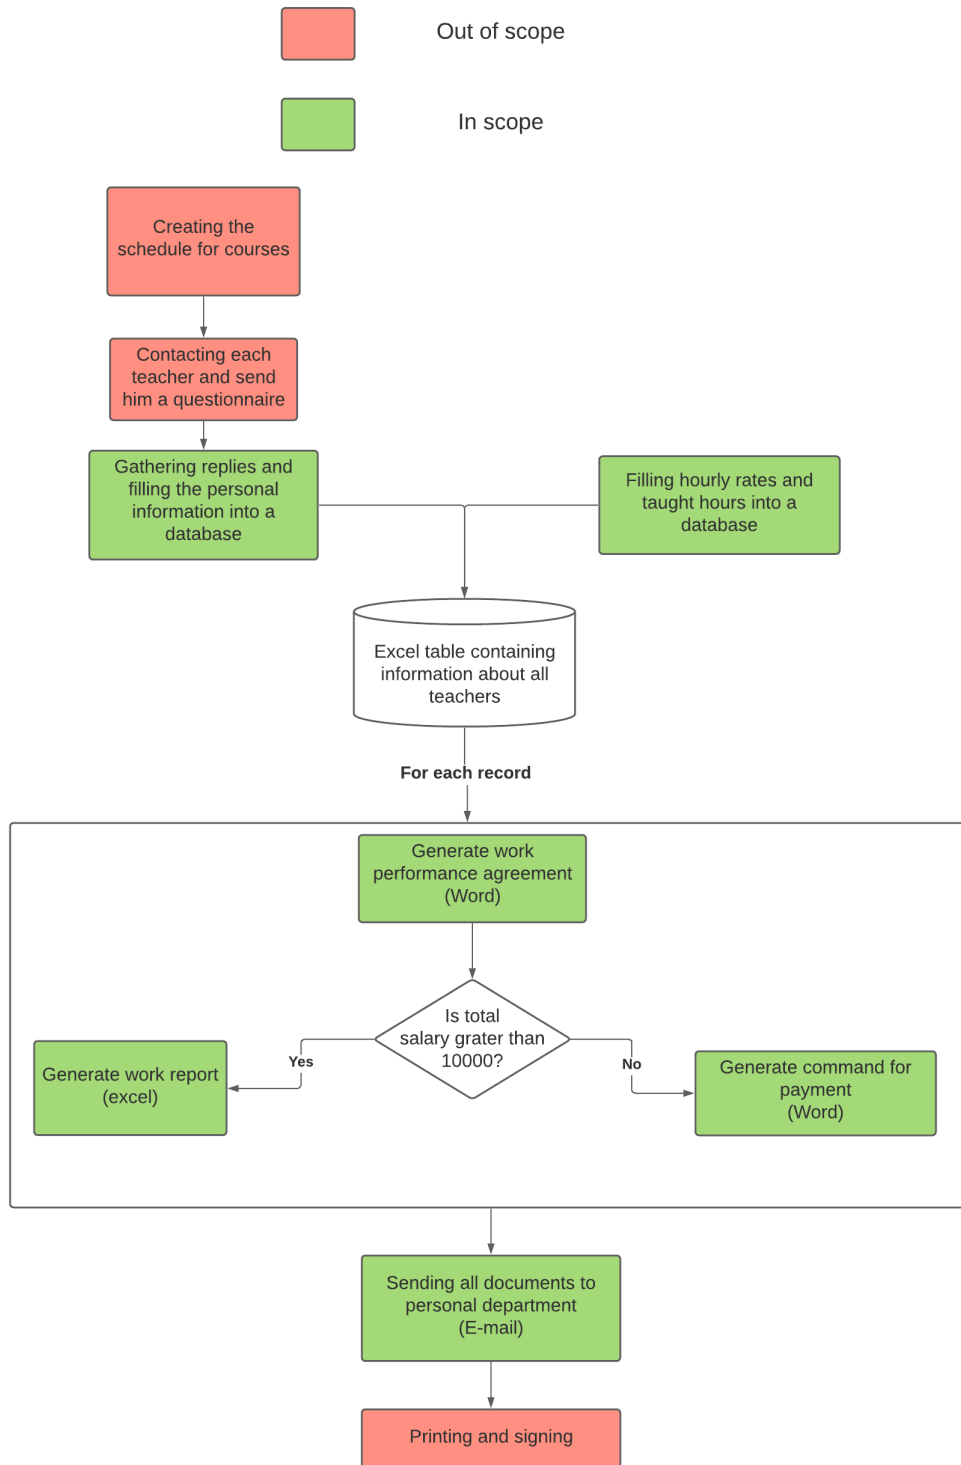 Out of scope
In scope
Creating the
schedule for courses
Contacting each
teacher and send
him a questionnaire
Gathering replies and
filling the personal
information into a
database
Filling hourly rates and
taught hours into a
database
Excel table containing
information about all
teachers
For each record
Generate work
performance agreement
(Word)
Is total
salary grater than
10000?
Yes
No
Generate work report
(excel)
Generate command for
payment
(Word)
Sending all documents to
personal department
(E-mail)
Printing and signing